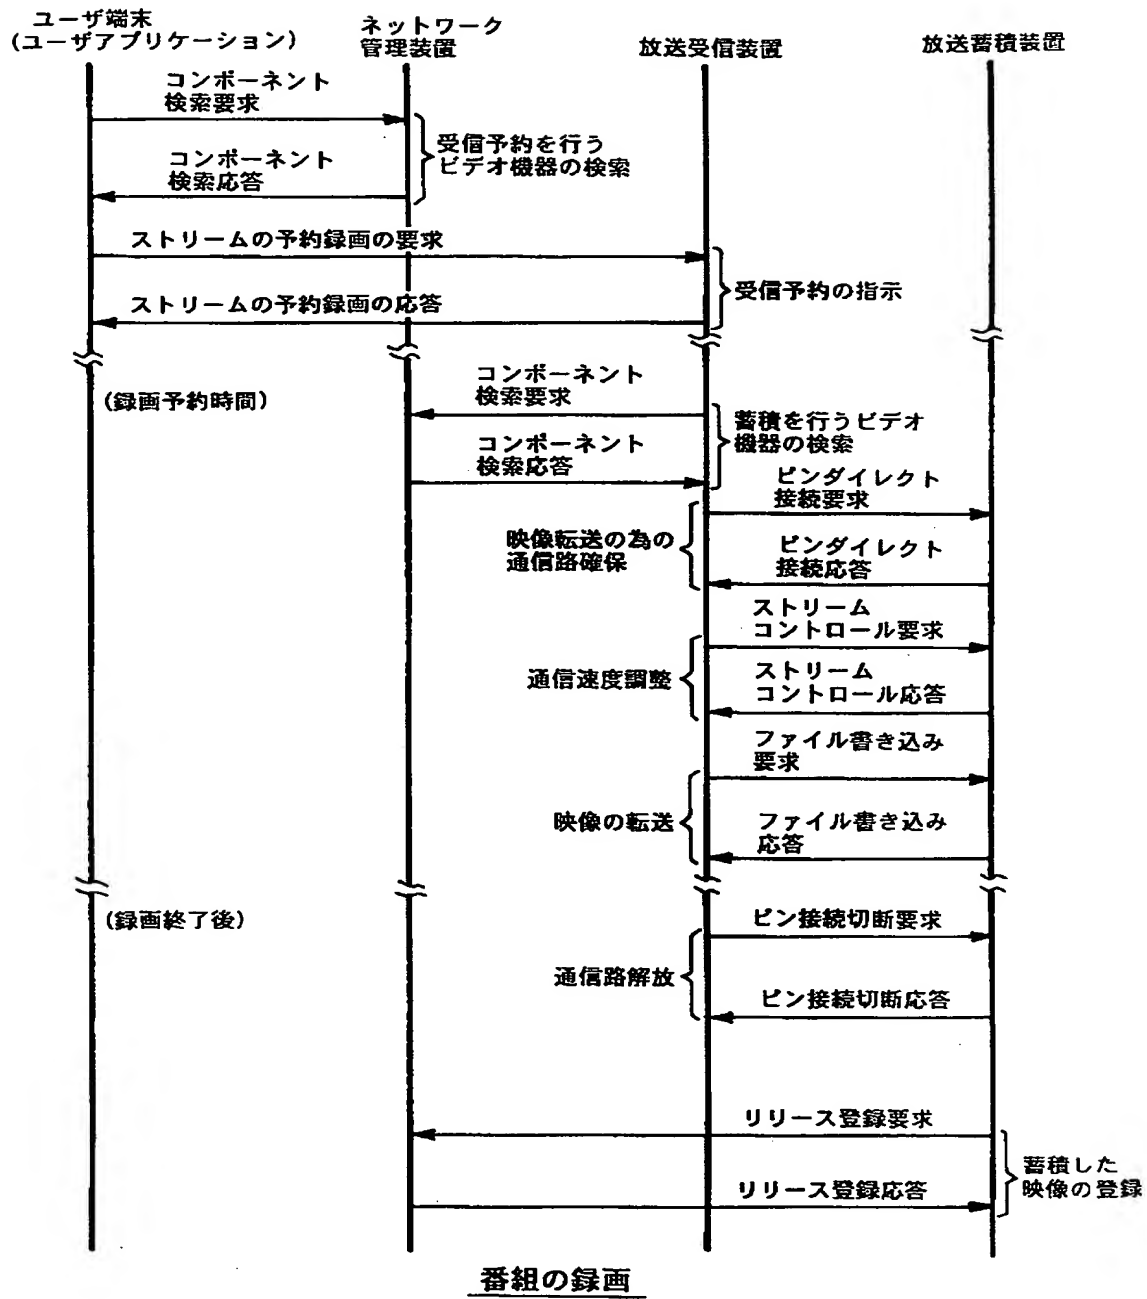 ユーザ端末
(ユーザアプリケーション)
ネットワーク
管理装置
放送受信装置
放送蓄積装置
コンポーネント
検索要求
受信予約を行う
ビデオ機器の検索
コンポーネント
検索応答
ストリームの予約録画の要求
受信予約の指示
ストリームの予約録画の応答
(録画予約時間)
コンポーネント
検索要求
蓄積を行うビデオ
機器の検索
コンポーネント
検索応答
ピンダイレクト
接続要求
映像転送の為の
通信路確保
ピンダイレクト
接続応答
ストリーム
コントロール要求
通信速度調整
ストリーム
コントロール応答
ファイル書き込み
要求
映像の転送
ファイル書き込み
応答
(録画終了後)
ピン接続切断要求
通信路解放
ピン接続切断応答
リリース登録要求
蓄積した
映像の登録
リリース登録応答
番組の録画